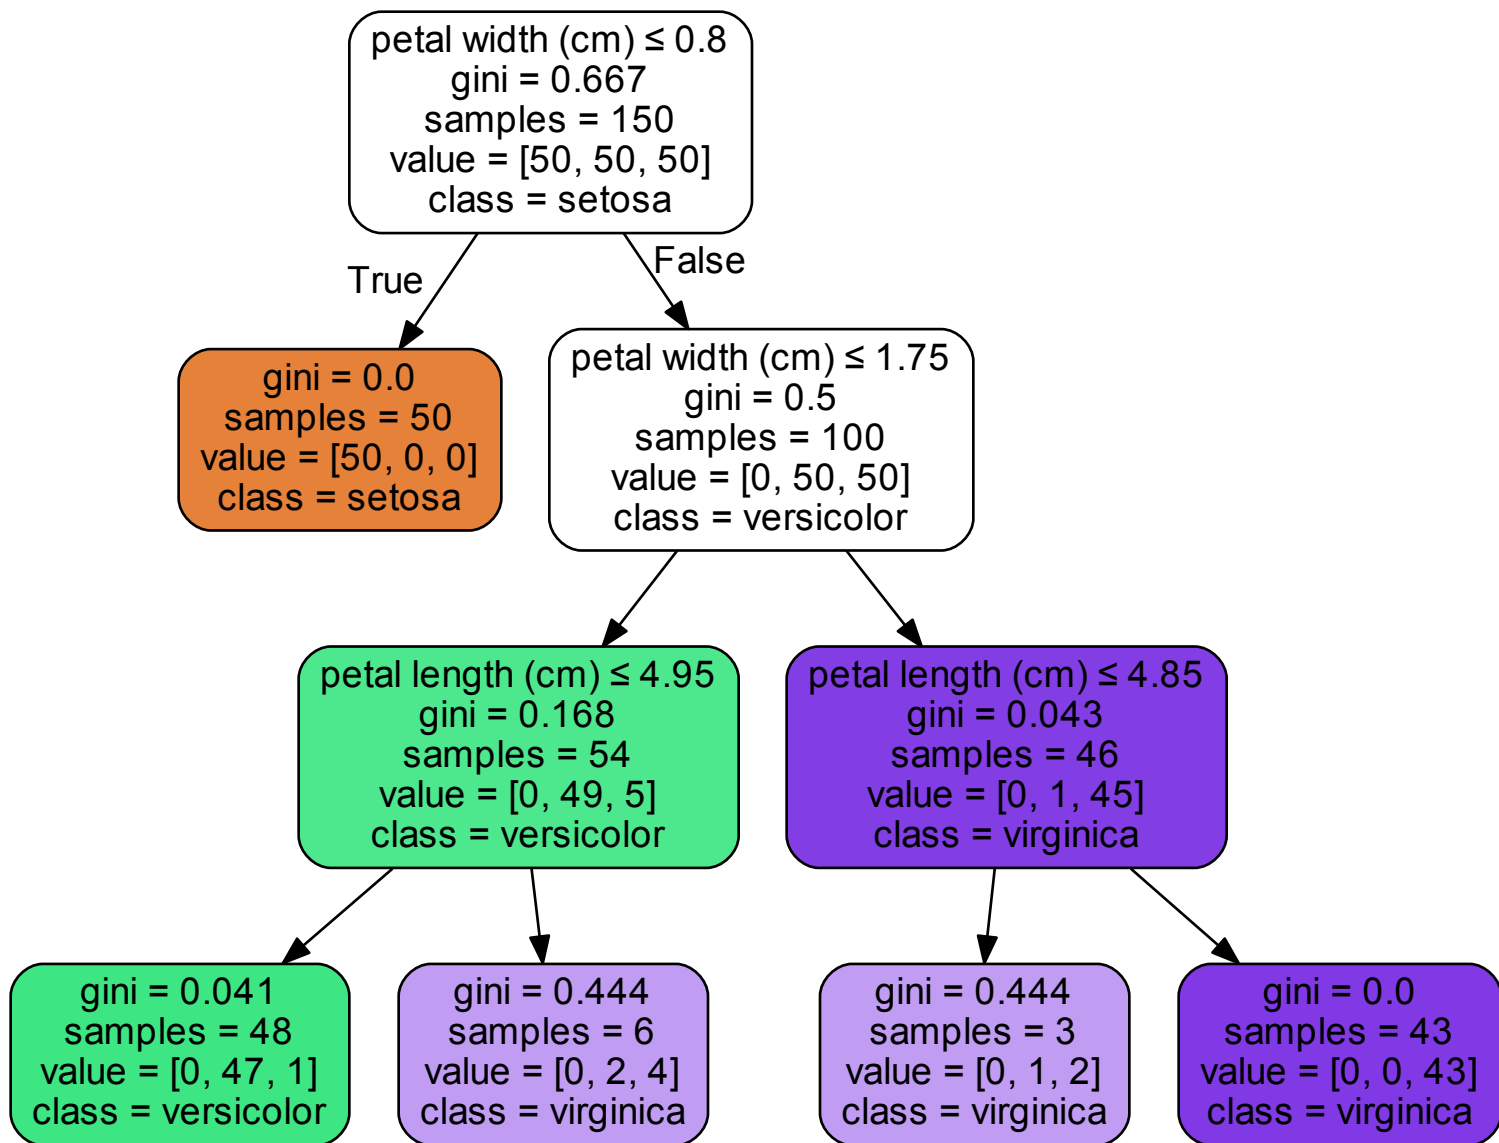 petal width (cm) ≤ 0.8
gini = 0.667
samples = 150
value = [50, 50, 50]
class = setosa
True
False
gini = 0.0
samples = 50
value = [50, 0, 0]
class = setosa
petal width (cm) ≤ 1.75
gini = 0.5
samples = 100
value = [0, 50, 50]
class = versicolor
petal length (cm) ≤ 4.95
gini = 0.168
samples = 54
value = [0, 49, 5]
class = versicolor
petal length (cm) ≤ 4.85
gini = 0.043
samples = 46
value = [0, 1, 45]
class = virginica
gini = 0.041
samples = 48
value = [0, 47, 1]
class = versicolor
gini = 0.444
samples = 6
value = [0, 2, 4]
class = virginica
gini = 0.444
samples = 3
value = [0, 1, 2]
class = virginica
gini = 0.0
samples = 43
value = [0, 0, 43]
class = virginica